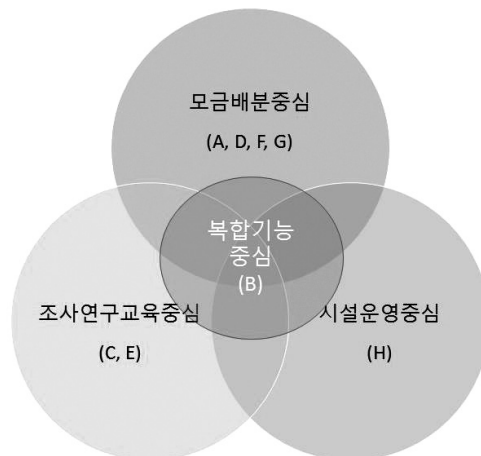 모금배분중심
(A, D, F, G)
복합기능
중심
(B)
조사연구교육중심
(C, E)
시설운영중심
(H)